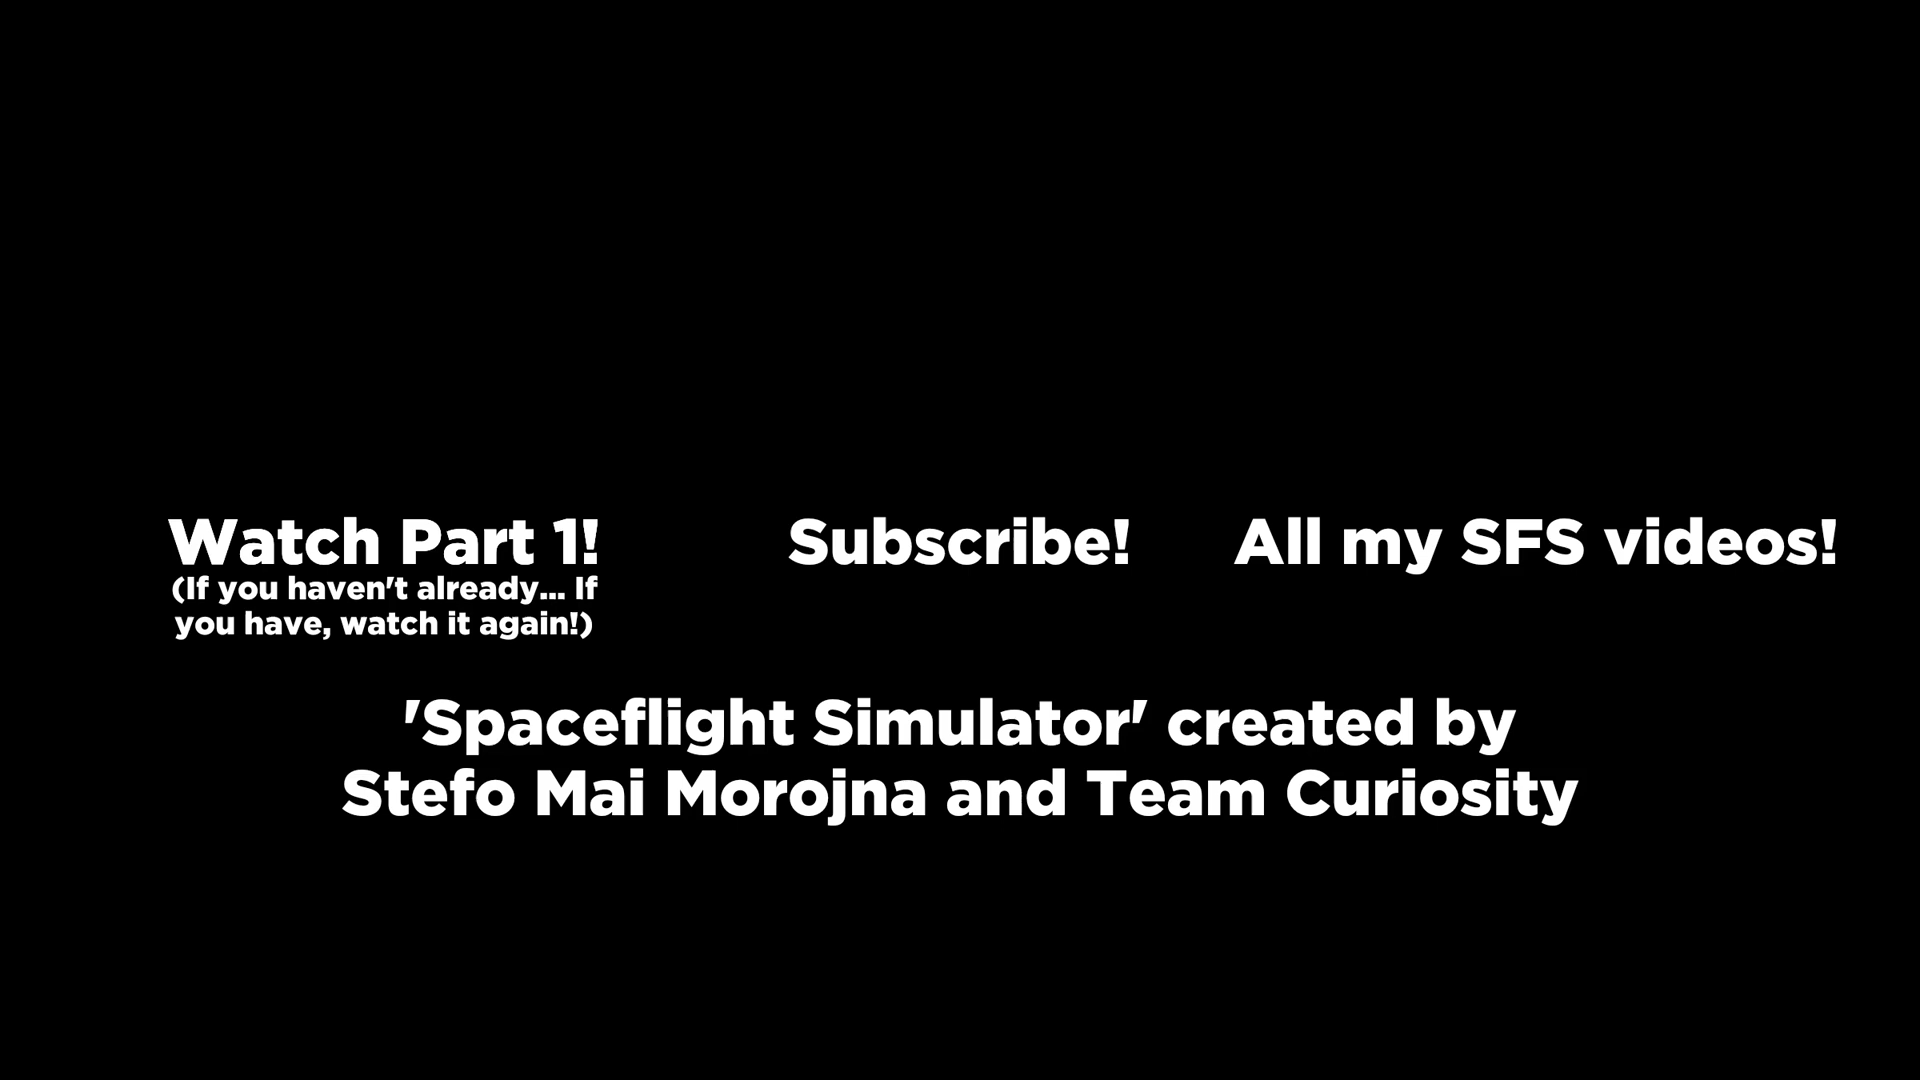 Watch Part 1!
(If you haven't already... If
you have, watch it again!)
Subscribe!
All my SFS videos!
'Spaceflight Simulator' created by
Stefo Mai Morojna and Team Curiosity